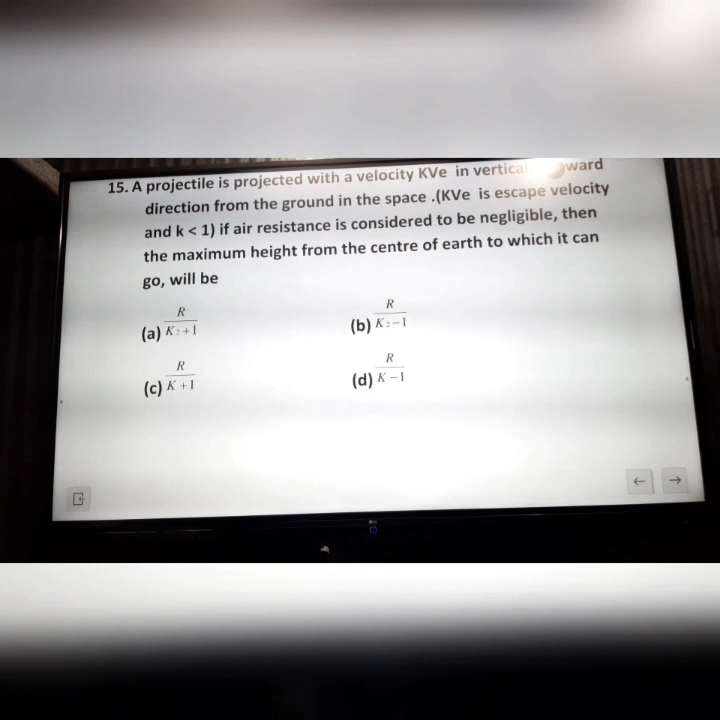 15. A projectile is projected with a velocity KVe in vertical ward
direction from the ground in the space .(KVe is escape velocity
and k < 1) if air resistance is considered to be negligible, then
the maximum height from the centre of earth to which it can
go, will be
(a) R / K2+1 (b) R / K2−1
(c) R / K+1 (d) R / K−1